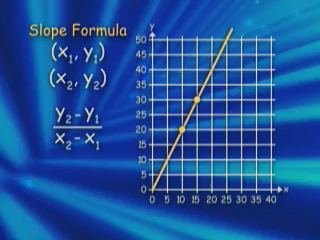 Slope Formula
(x₁, y₁)
(x₂, y₂)
y₂ - y₁
x₂ - x₁
y
50
45
40
35
30
25
20
15
10
5
0
0 5 10 15 20 25 30 35 40 x